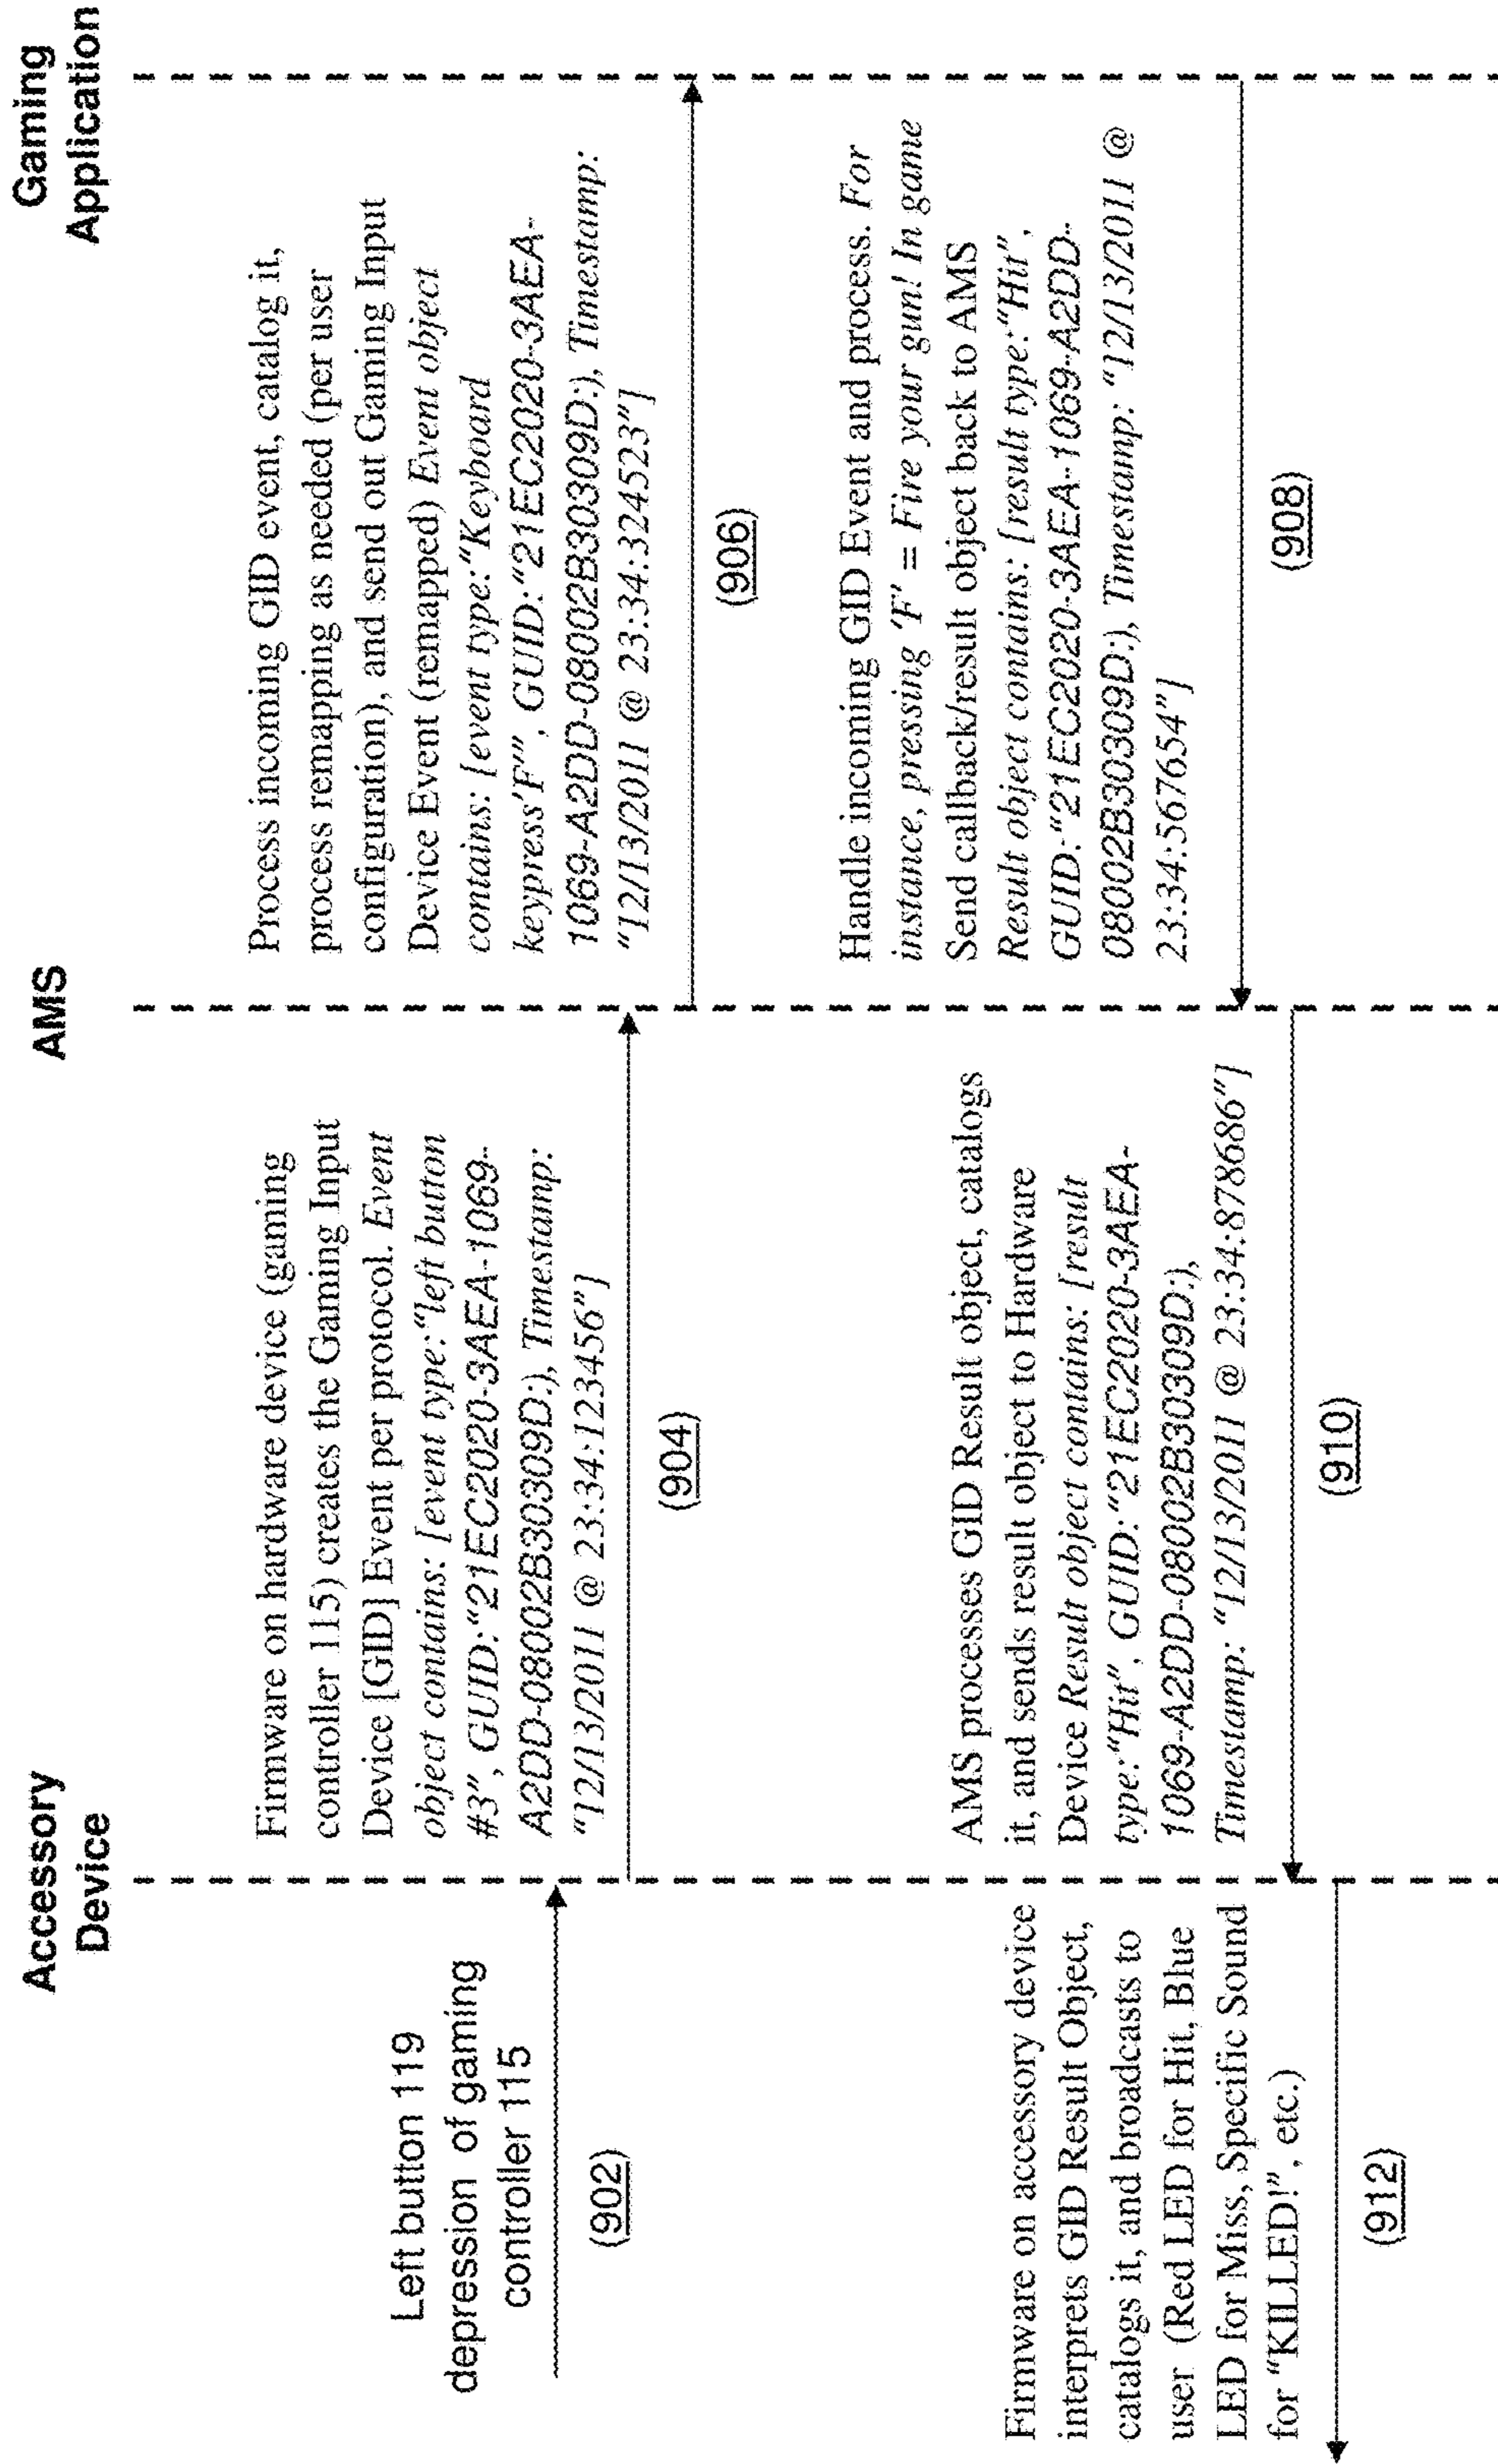 Accessory
Device
AMS
Gaming
Application
Left button 119
depression of gaming
controller 115
(902)
Firmware on hardware device (gaming
controller 115) creates the Gaming Input
Device [GID] Event per protocol. Event
object contains: [event type:"left button
#3", GUID:"21EC2020-3AEA-1069-
A2DD-08002B30309D:), Timestamp:
"12/13/2011 @ 23:34:123456"]
(904)
Process incoming GID event, catalog it,
process remapping as needed (per user
configuration), and send out Gaming Input
Device Event (remapped) Event object
contains: [event type:"Keyboard
keypress'F'", GUID:"21EC2020-3AEA-
1069-A2DD-08002B30309D:), Timestamp:
"12/13/2011 @ 23:34:324523"]
(906)
Handle incoming GID Event and process. For
instance, pressing 'F' = Fire your gun! In game
Send callback/result object back to AMS
Result object contains: [result type:"Hit",
GUID:"21EC2020-3AEA-1069-A2DD-
08002B30309D:), Timestamp: "12/13/2011 @
23:34:567654"]
(908)
AMS processes GID Result object, catalogs
it, and sends result object to Hardware
Device Result object contains: [result
type:"Hit", GUID:"21EC2020-3AEA-
1069-A2DD-08002B30309D:),
Timestamp: "12/13/2011 @ 23:34:878686"]
(910)
Firmware on accessory device
interprets GID Result Object,
catalogs it, and broadcasts to
user (Red LED for Hit, Blue
LED for Miss, Specific Sound
for "KILLED!", etc.)
(912)